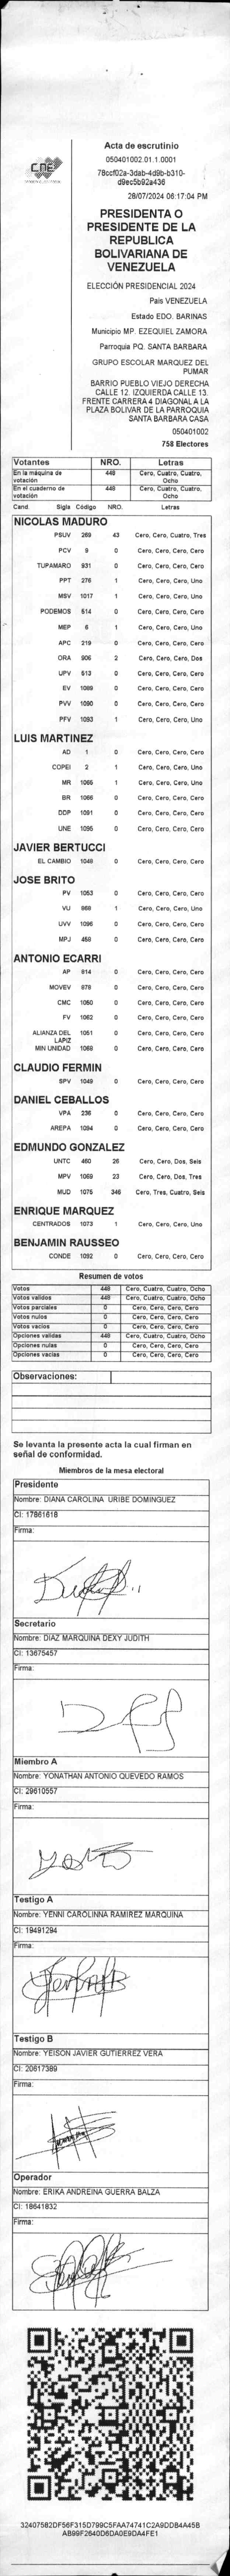 Acta de escrutinio
050401002.01.1.0001
78ccf02a-3dab-4d9b-b310-
d9ec5b92a436
28/07/2024 06:17:04 PM
CNE
PRESIDENTA O
PRESIDENTE DE LA
REPUBLICA
BOLIVARIANA DE
VENEZUELA
ELECCIÓN PRESIDENCIAL 2024
Pais VENEZUELA
Estado EDO. BARINAS
Municipio MP. EZEQUIEL ZAMORA
Parroquia PQ. SANTA BARBARA
GRUPO ESCOLAR MARQUEZ DEL
PUMAR
BARRIO PUEBLO VIEJO DERECHA
CALLE 12. IZQUIERDA CALLE 13.
FRENTE CARRERA 4 DIAGONAL A LA
PLAZA BOLIVAR DE LA PARROQUIA
SANTA BARBARA CASA
050401002
758 Electores
Votantes NRO. Letras
En la máquina de votación 448 Cero, Cuatro, Cuatro, Ocho
En el cuaderno de votación 448 Cero, Cuatro, Cuatro, Ocho
Cand. Sigla Código NRO. Letras
NICOLAS MADURO
PSUV 269 43 Cero, Cero, Cuatro, Tres
PCV 9 0 Cero, Cero, Cero, Cero
TUPAMARO 931 0 Cero, Cero, Cero, Cero
PPT 276 1 Cero, Cero, Cero, Uno
MSV 1017 1 Cero, Cero, Cero, Uno
PODEMOS 514 0 Cero, Cero, Cero, Cero
MEP 6 1 Cero, Cero, Cero, Uno
APC 219 0 Cero, Cero, Cero, Cero
ORA 906 2 Cero, Cero, Cero, Dos
UPV 513 0 Cero, Cero, Cero, Cero
EV 1089 0 Cero, Cero, Cero, Cero
PVV 1090 0 Cero, Cero, Cero, Cero
PFV 1093 1 Cero, Cero, Cero, Uno
LUIS MARTINEZ
AD 1 0 Cero, Cero, Cero, Cero
COPEI 2 1 Cero, Cero, Cero, Uno
MR 1065 1 Cero, Cero, Cero, Uno
BR 1066 0 Cero, Cero, Cero, Cero
DDP 1091 0 Cero, Cero, Cero, Cero
UNE 1095 0 Cero, Cero, Cero, Cero
JAVIER BERTUCCI
EL CAMBIO 1048 0 Cero, Cero, Cero, Cero
JOSE BRITO
PV 1053 0 Cero, Cero, Cero, Cero
VU 868 1 Cero, Cero, Cero, Uno
UVV 1096 0 Cero, Cero, Cero, Cero
MPJ 459 0 Cero, Cero, Cero, Cero
ANTONIO ECARRI
AP 814 0 Cero, Cero, Cero, Cero
MOVEV 878 0 Cero, Cero, Cero, Cero
CMC 1050 0 Cero, Cero, Cero, Cero
FV 1062 0 Cero, Cero, Cero, Cero
ALIANZA DEL LAPIZ 1051 0 Cero, Cero, Cero, Cero
MIN UNIDAD 1068 0 Cero, Cero, Cero, Cero
CLAUDIO FERMIN
SPV 1049 0 Cero, Cero, Cero, Cero
DANIEL CEBALLOS
VPA 236 0 Cero, Cero, Cero, Cero
AREPA 1094 0 Cero, Cero, Cero, Cero
EDMUNDO GONZALEZ
UNTC 460 26 Cero, Cero, Dos, Seis
MPV 1069 23 Cero, Cero, Dos, Tres
MUD 1075 346 Cero, Tres, Cuatro, Seis
ENRIQUE MARQUEZ
CENTRADOS 1073 1 Cero, Cero, Cero, Uno
BENJAMIN RAUSSEO
CONDE 1092 0 Cero, Cero, Cero, Cero
Resumen de votos
Votos 448 Cero, Cuatro, Cuatro, Ocho
Votos validos 448 Cero, Cuatro, Cuatro, Ocho
Votos parciales 0 Cero, Cero, Cero, Cero
Votos nulos 0 Cero, Cero, Cero, Cero
Votos vacios 0 Cero, Cero, Cero, Cero
Opciones validas 448 Cero, Cuatro, Cuatro, Ocho
Opciones nulas 0 Cero, Cero, Cero, Cero
Opciones vacias 0 Cero, Cero, Cero, Cero
Observaciones:
Se levanta la presente acta la cual firman en
señal de conformidad.
Miembros de la mesa electoral
Presidente
Nombre: DIANA CAROLINA URIBE DOMINGUEZ
CI: 17861618
Firma:
Secretario
Nombre: DIAZ MARQUINA DEXY JUDITH
CI: 13675457
Firma:
Miembro A
Nombre: YONATHAN ANTONIO QUEVEDO RAMOS
CI: 29610557
Firma:
Testigo A
Nombre: YENNI CAROLINNA RAMIREZ MARQUINA
CI: 19491294
Firma:
Testigo B
Nombre: YEISON JAVIER GUTIERREZ VERA
CI: 20617389
Firma:
Operador
Nombre: ERIKA ANDREINA GUERRA BALZA
CI: 18641832
Firma:
32407582DF56F315D799C5FAA74741C2A9DDB4A45B
AB99F2640D6DA0E9DA4FE1